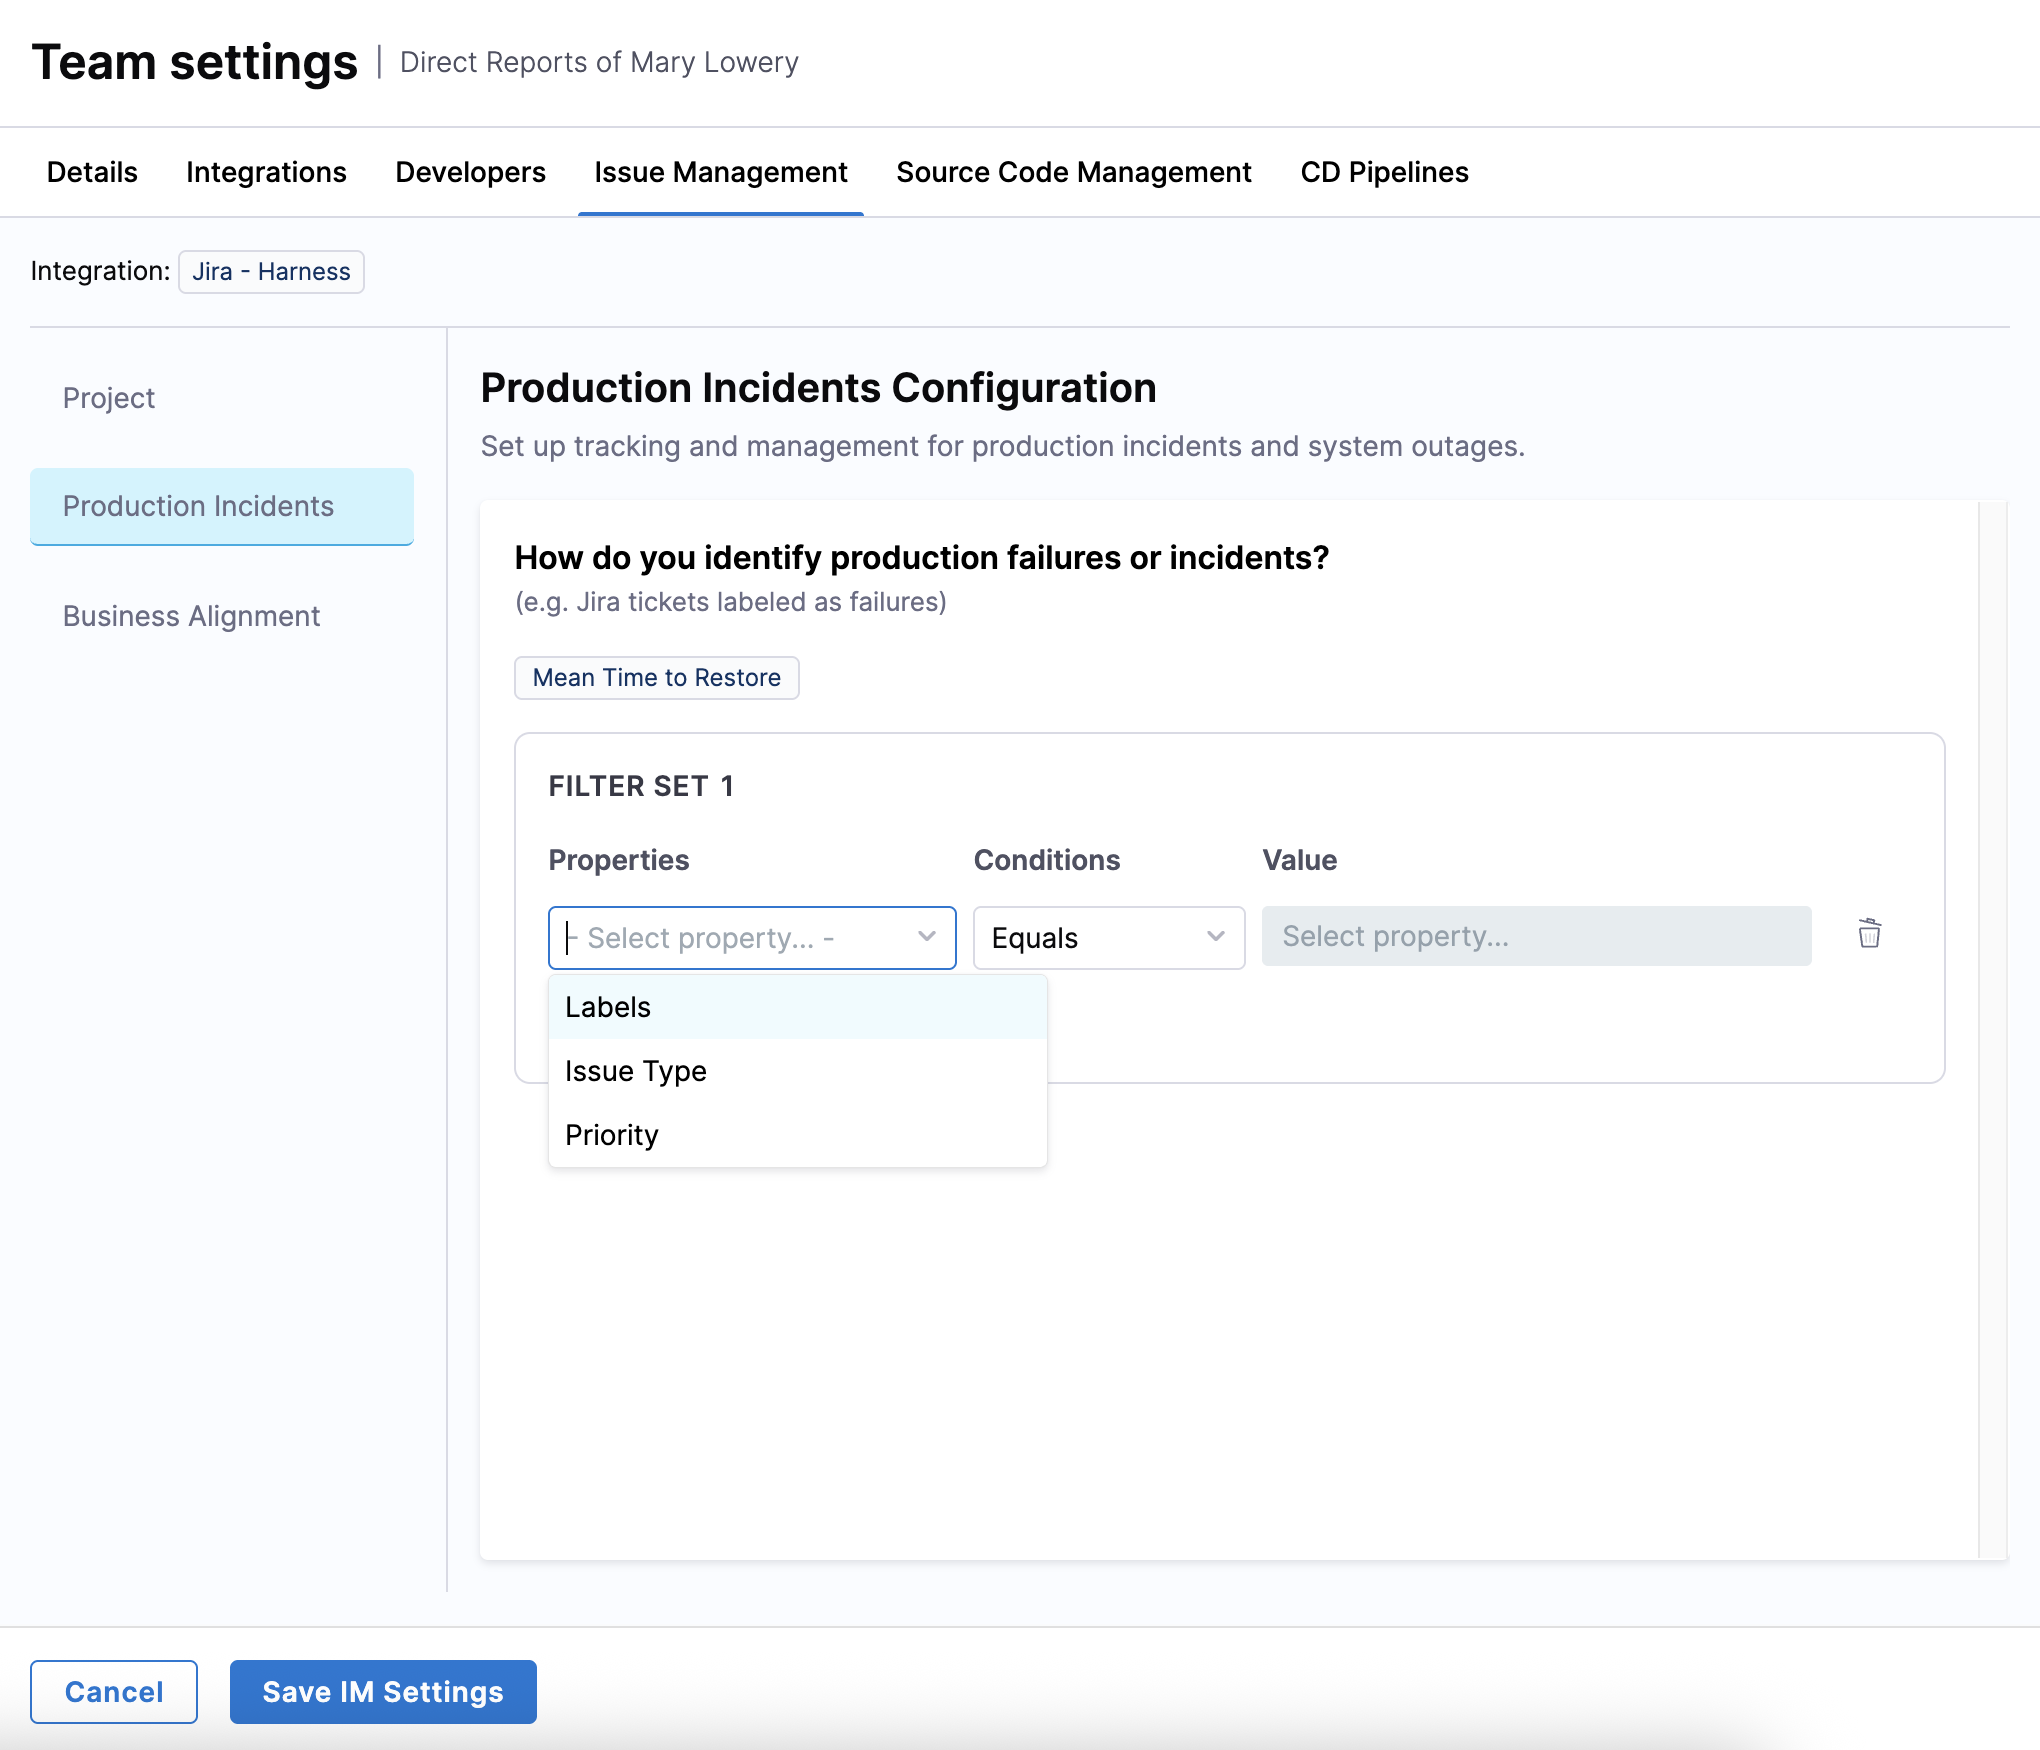 Team settings | Direct Reports of Mary Lowery
Details Integrations Developers Issue Management Source Code Management CD Pipelines
Integration: Jira - Harness
Project
Production Incidents
Business Alignment
Production Incidents Configuration
Set up tracking and management for production incidents and system outages.
How do you identify production failures or incidents?
(e.g. Jira tickets labeled as failures)
Mean Time to Restore
FILTER SET 1
Properties Conditions Value
- Select property... - Equals Select property...
Labels
Issue Type
Priority
Cancel Save IM Settings